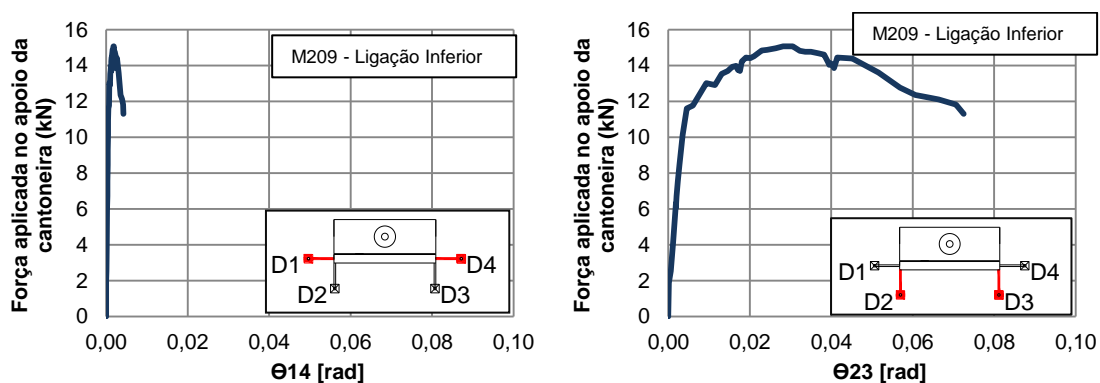 Força aplicada no apoio da
cantoneira (kN)
16
14
12
10
8
6
4
2
0
M209 - Ligação Inferior
D1
D4
D2
D3
0,00
0,02
0,04
0,06
0,08
0,10
Ɵ14 [rad]
Força aplicada no apoio da
cantoneira (kN)
16
14
12
10
8
6
4
2
0
M209 - Ligação Inferior
D1
D4
D2
D3
0,00
0,02
0,04
0,06
0,08
0,10
Ɵ23 [rad]